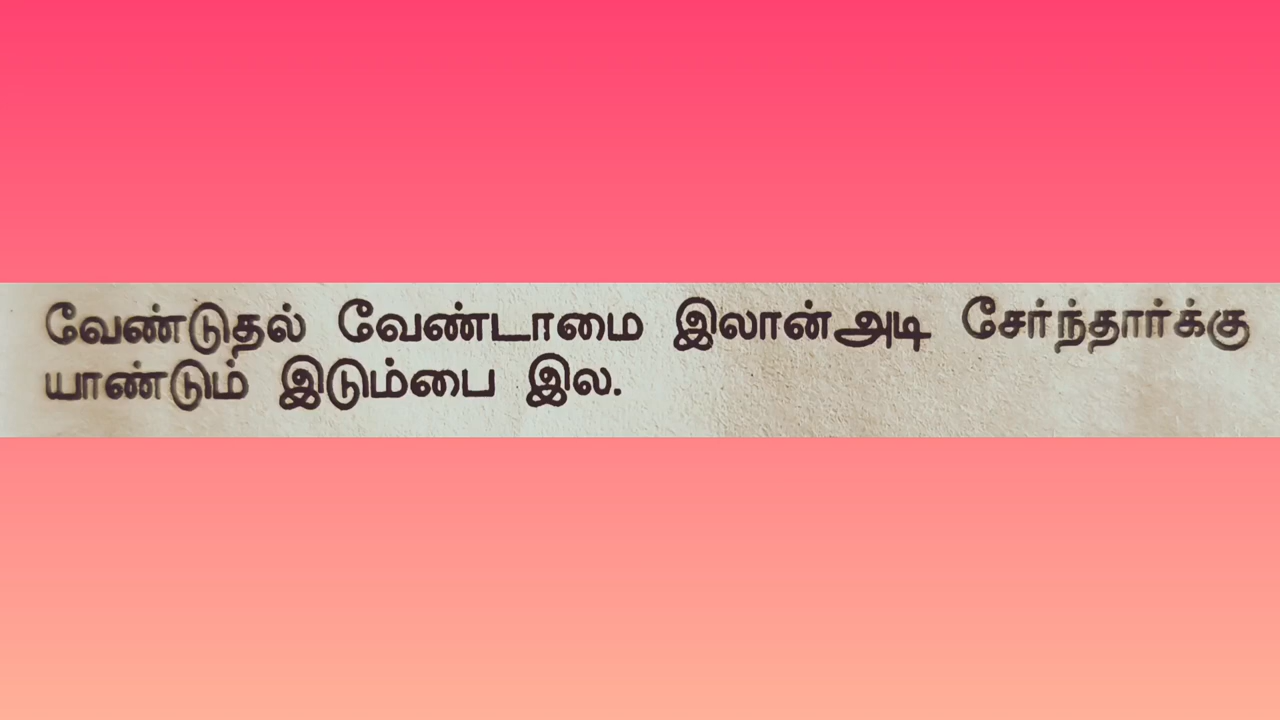 வேண்டுதல் வேண்டாமை இலான்அடி சேர்ந்தார்க்கு
யாண்டும் இடும்பை இல.